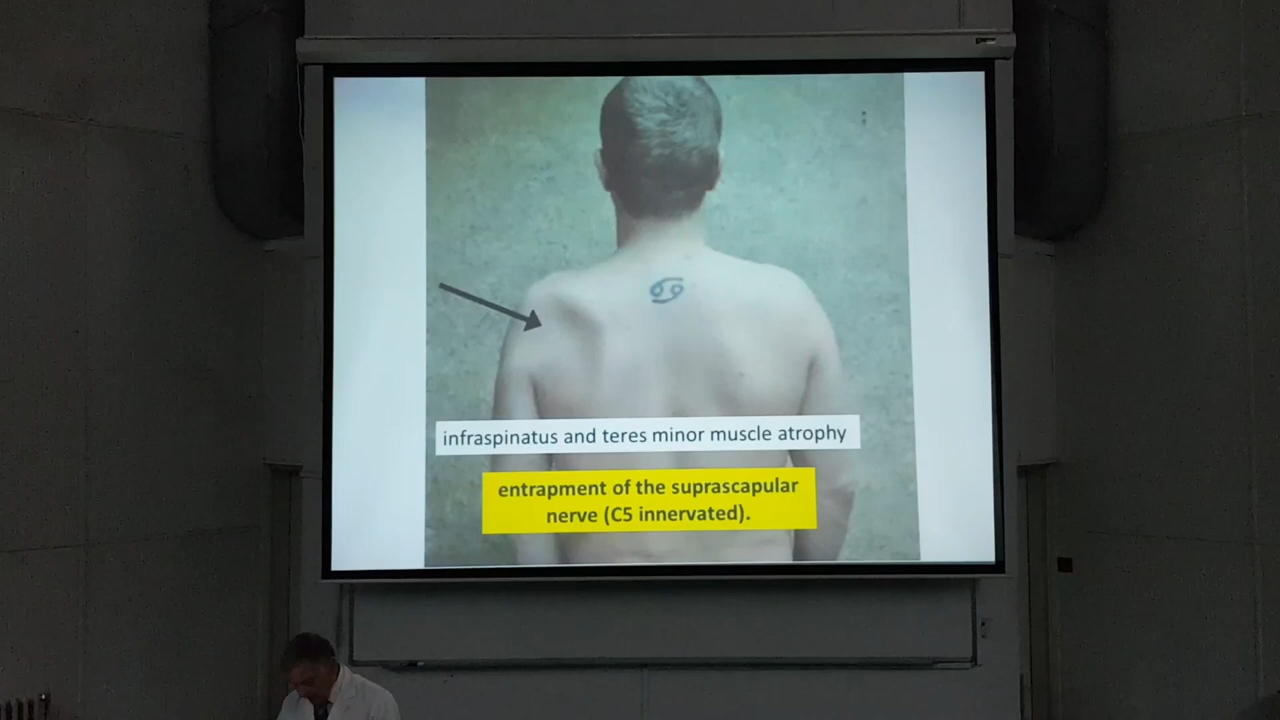 infraspinatus and teres minor muscle atrophy
entrapment of the suprascapular
nerve (C5 innervated).